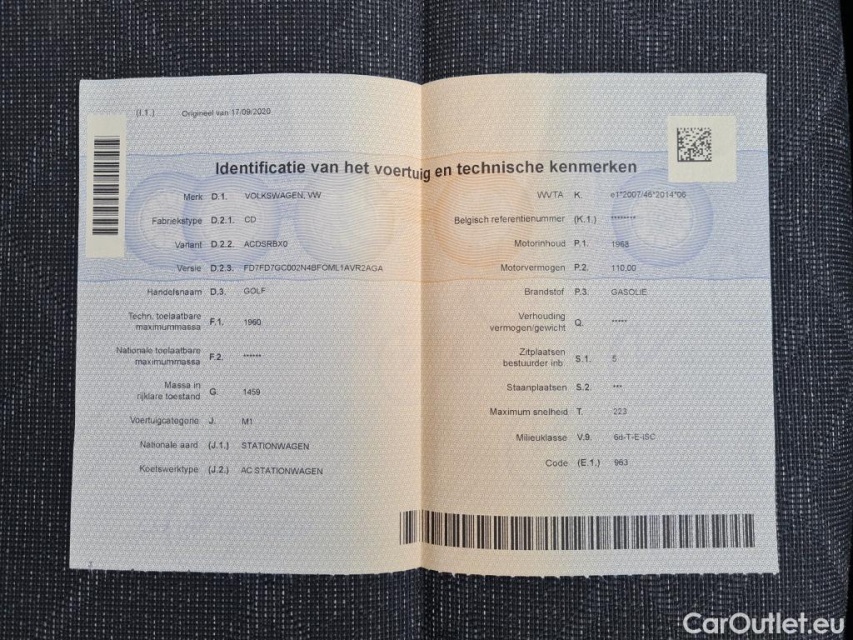 (I.1.) Origineel van 17/09/2020
Identificatie van het voertuig en technische kenmerken
Merk D.1. VOLKSWAGEN, VW
Fabriekstype D.2.1. CD
Variant D.2.2. ACDSRBX0
Versie D.2.3. FD7FD7GC002N4BFOML1AVR2AGA
Handelsnaam D.3. GOLF
Techn. toelaatbare
maximummassa F.1. 1960
Nationale toelaatbare
maximummassa F.2. ******
Massa in
rijklare toestand G. 1459
Voertuigcategorie J. M1
Nationale aard (J.1.) STATIONWAGEN
Koetswerktype (J.2.) AC STATIONWAGEN
WVTA K. e1*2007/46*2014*06
Belgisch referentienummer (K.1.) ********
Motorinhoud P.1. 1968
Motorvermogen P.2. 110,00
Brandstof P.3. GASOLIE
Verhouding
vermogen/gewicht Q. *****
Zitplaatsen
bestuurder inb. S.1. 5
Staanplaatsen S.2. ***
Maximum snelheid T. 223
Milieuklasse V.9. 6d-T-E-ISC
Code (E.1.) 963
CarOutlet.eu